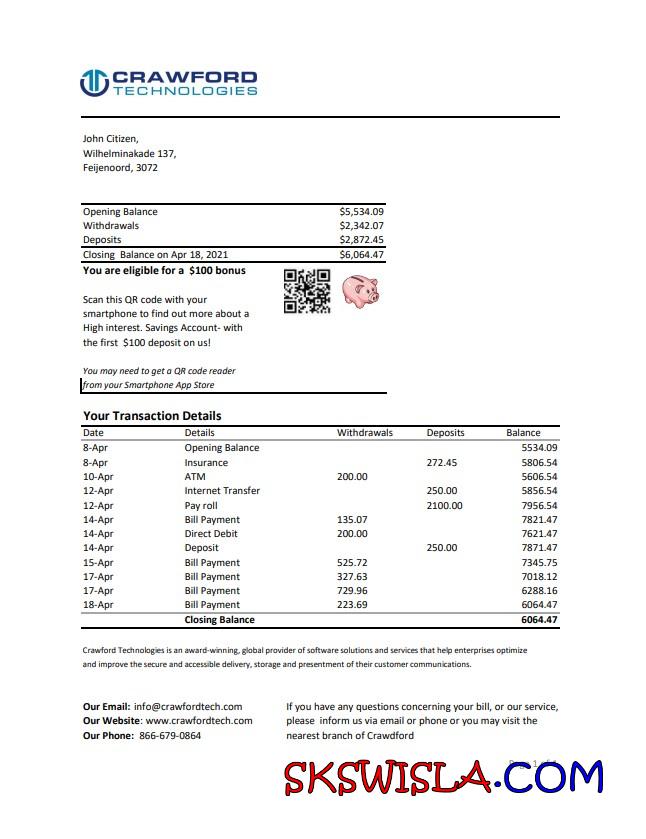 CRAWFORD
TECHNOLOGIES
John Citizen,
Wilhelminakade 137,
Feijenoord, 3072
Opening Balance $5,534.09
Withdrawals $2,342.07
Deposits $2,872.45
Closing Balance on Apr 18, 2021 $6,064.47
You are eligible for a $100 bonus
Scan this QR code with your
smartphone to find out more about a
High interest. Savings Account- with
the first $100 deposit on us!
You may need to get a QR code reader
from your Smartphone App Store
Your Transaction Details
Date Details Withdrawals Deposits Balance
8-Apr Opening Balance 5534.09
8-Apr Insurance 272.45 5806.54
10-Apr ATM 200.00 5606.54
12-Apr Internet Transfer 250.00 5856.54
12-Apr Pay roll 2100.00 7956.54
14-Apr Bill Payment 135.07 7821.47
14-Apr Direct Debit 200.00 7621.47
14-Apr Deposit 250.00 7871.47
15-Apr Bill Payment 525.72 7345.75
17-Apr Bill Payment 327.63 7018.12
17-Apr Bill Payment 729.96 6288.16
18-Apr Bill Payment 223.69 6064.47
Closing Balance 6064.47
Crawford Technologies is an award-winning, global provider of software solutions and services that help enterprises optimize
and improve the secure and accessible delivery, storage and presentment of their customer communications.
Our Email: info@crawfordtech.com
Our Website: www.crawfordtech.com
Our Phone: 866-679-0864
If you have any questions concerning your bill, or our service,
please inform us via email or phone or you may visit the
nearest branch of Crawdford
SKSWISLA.COM